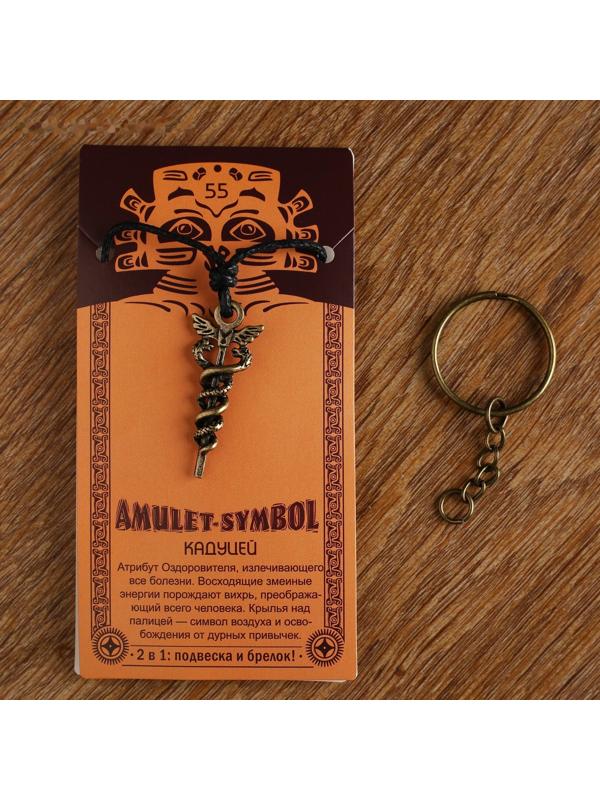 55
AMULET-SYMBOL
КАДУЦЕЙ
Атрибут Оздоровителя, излечивающего
все болезни. Восходящие змеиные
энергии порождают вихрь, преобража-
ющий всего человека. Крылья над
палицей — символ воздуха и осво-
бождения от дурных привычек.
· 2 в 1: подвеска и брелок! ·